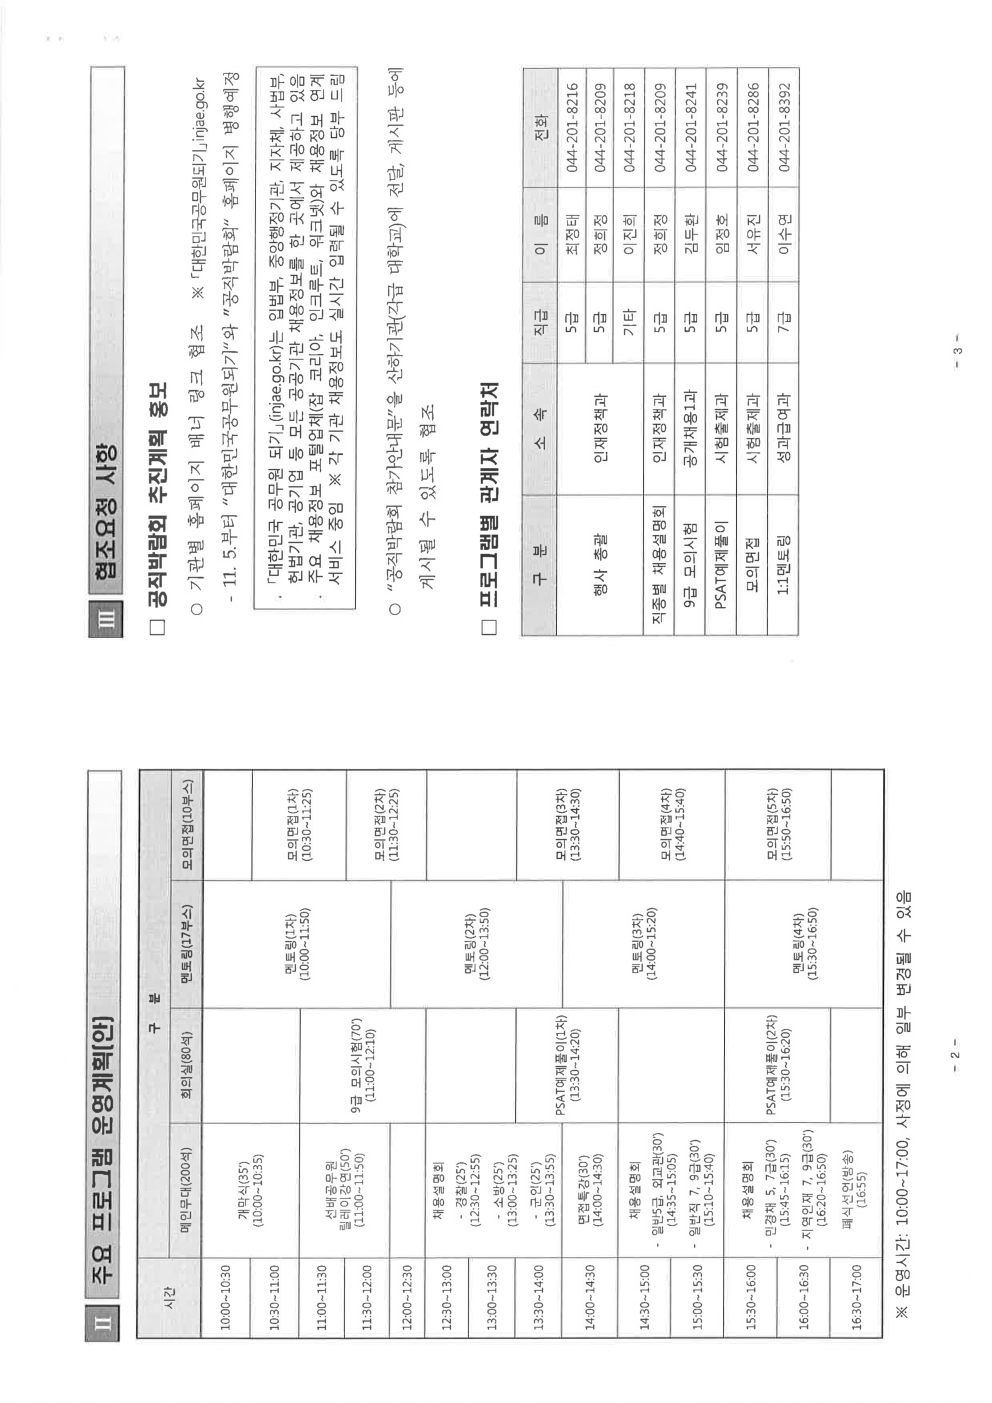 Ⅱ 주요 프로그램 운영계획(안)
시간 구 분
메인무대(200석) 회의실(80석) 멘토링(17부스) 모의면접(10부스)
10:00~10:30
10:30~11:00
11:00~11:30
11:30~12:00
12:00~12:30
12:30~13:00
13:00~13:30
13:30~14:00
14:00~14:30
14:30~15:00
15:00~15:30
15:30~16:00
16:00~16:30
16:30~17:00
개막식(35')
(10:00~10:35)
선배공무원
릴레이강연(50')
(11:00~11:50)
채용설명회
- 경찰(25')
(12:30~12:55)
- 소방(25')
(13:00~13:25)
- 군인(25')
(13:30~13:55)
면접특강(30')
(14:00~14:30)
채용설명회
- 일반5급, 외교관(30')
(14:35~15:05)
- 일반직 7, 9급(30')
(15:10~15:40)
채용설명회
- 민경채 5, 7급(30')
(15:45~16:15)
- 지역인재 7, 9급(30')
(16:20~16:50)
폐식선언(방송)
(16:55)
9급 모의시험(70')
(11:00~12:10)
PSAT예제풀이(1차)
(13:30~14:20)
PSAT예제풀이(2차)
(15:30~16:20)
멘토링(1차)
(10:00~11:50)
멘토링(2차)
(12:00~13:50)
멘토링(3차)
(14:00~15:20)
멘토링(4차)
(15:30~16:50)
모의면접(1차)
(10:30~11:25)
모의면접(2차)
(11:30~12:25)
모의면접(3차)
(13:30~14:30)
모의면접(4차)
(14:40~15:40)
모의면접(5차)
(15:50~16:50)
※ 운영시간: 10:00~17:00, 사정에 의해 일부 변경될 수 있음
- 2 -
Ⅲ 협조요청 사항
□ 공직박람회 추진계획 홍보
○ 기관별 홈페이지 배너 링크 협조 ※「대한민국공무원되기」injae.go.kr
- 11. 5.부터 "대한민국공무원되기"와 "공직박람회" 홈페이지 병행예정
· 「대한민국 공무원 되기」(injae.go.kr)는 입법부, 중앙행정기관, 지자체, 사법부,
헌법기관, 공기업 등 모든 공공기관 채용정보를 한 곳에서 제공하고 있음
· 주요 채용정보 포털업체(잡 코리아, 인크루트, 워크넷)와 채용정보 연계
서비스 중임 ※ 각 기관 채용정보도 실시간 입력될 수 있도록 당부 드림
○ "공직박람회 참가안내문"을 산하기관(각급 대학교)에 전달, 게시판 등에
게시될 수 있도록 협조
□ 프로그램별 관계자 연락처
구 분 소 속 직급 이 름 전화
행사 총괄 인재정책과 5급 최정태 044-201-8216
5급 정희정 044-201-8209
기타 이진희 044-201-8218
직종별 채용설명회 인재정책과 5급 정희정 044-201-8209
9급 모의시험 공개채용1과 5급 김두환 044-201-8241
PSAT예제풀이 시험출제과 5급 임정호 044-201-8239
모의면접 시험출제과 5급 서유진 044-201-8286
1:1멘토링 성과급여과 7급 이수연 044-201-8392
- 3 -